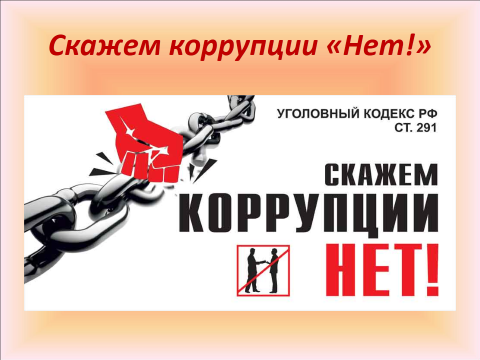 Скажем коррупции «Нет!»
УГОЛОВНЫЙ КОДЕКС РФ
СТ. 291
СКАЖЕМ
КОРРУПЦИИ
НЕТ!